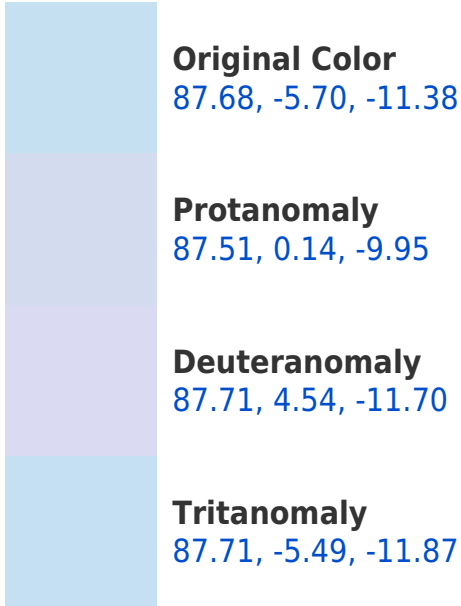 Original Color
87.68, -5.70, -11.38
Protanomaly
87.51, 0.14, -9.95
Deuteranomaly
87.71, 4.54, -11.70
Tritanomaly
87.71, -5.49, -11.87